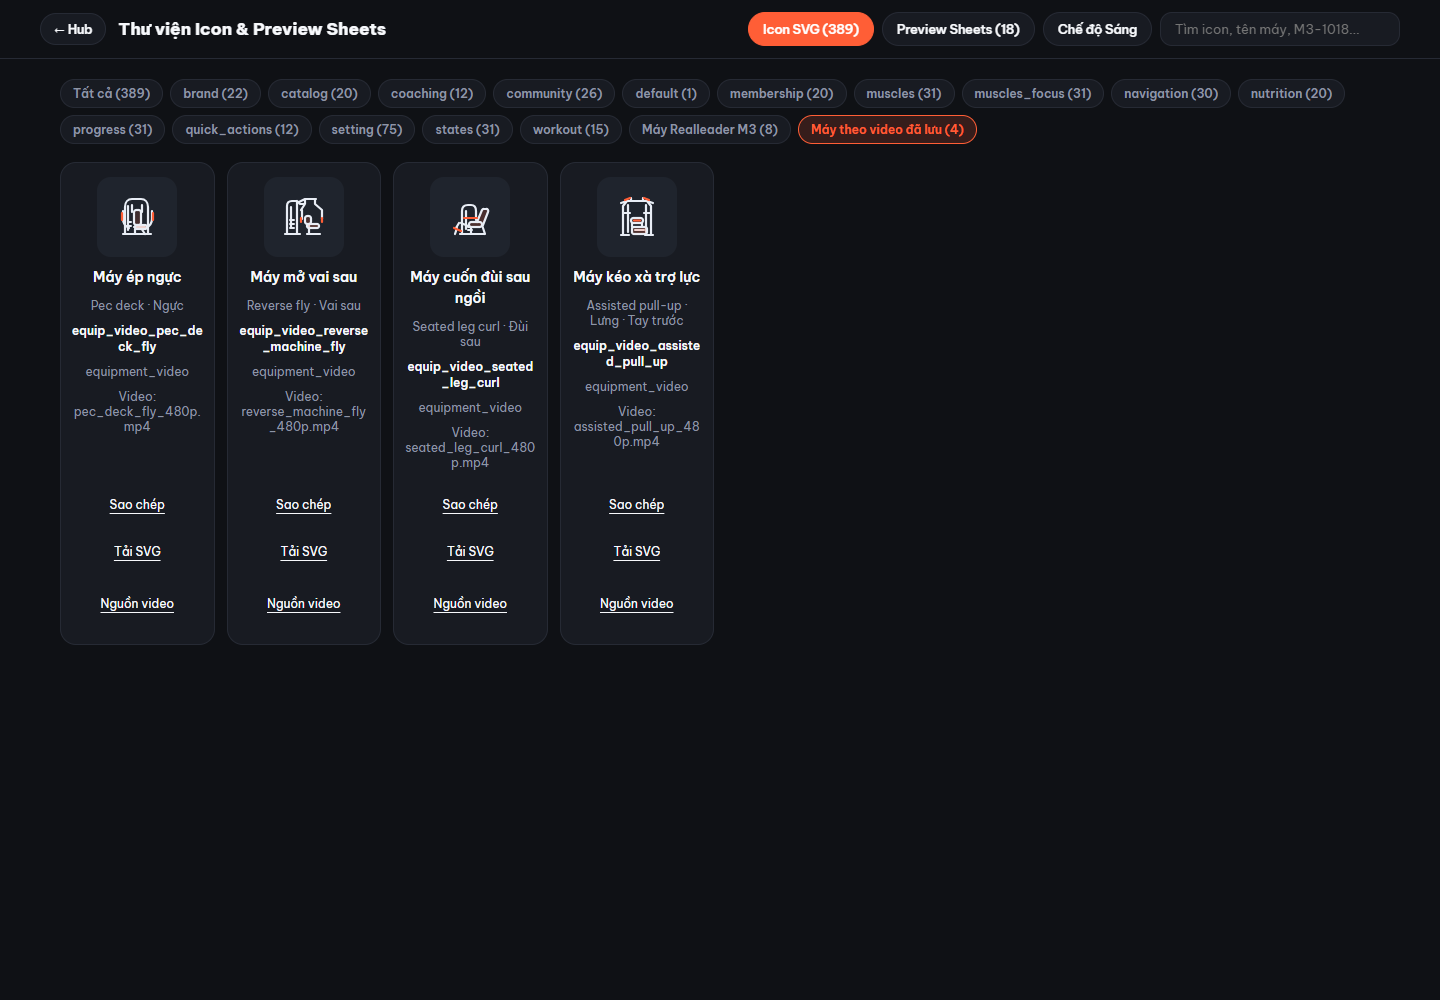 ← Hub
Thư viện Icon & Preview Sheets
Icon SVG (389)
Preview Sheets (18)
Chế độ Sáng
Tìm icon, tên máy, M3-1018...
Tất cả (389)
brand (22)
catalog (20)
coaching (12)
community (26)
default (1)
membership (20)
muscles (31)
muscles_focus (31)
navigation (30)
nutrition (20)
progress (31)
quick_actions (12)
setting (75)
states (31)
workout (15)
Máy Realleader M3 (8)
Máy theo video đã lưu (4)
Máy ép ngực
Pec deck · Ngực
equip_video_pec_de
ck_fly
equipment_video
Video:
pec_deck_fly_480p.
mp4
Sao chép
Tải SVG
Nguồn video
Máy mở vai sau
Reverse fly · Vai sau
equip_video_reverse
_machine_fly
equipment_video
Video:
reverse_machine_fly
_480p.mp4
Sao chép
Tải SVG
Nguồn video
Máy cuốn đùi sau
ngồi
Seated leg curl · Đùi
sau
equip_video_seated
_leg_curl
equipment_video
Video:
seated_leg_curl_480
p.mp4
Sao chép
Tải SVG
Nguồn video
Máy kéo xà trợ lực
Assisted pull-up ·
Lưng · Tay trước
equip_video_assiste
d_pull_up
equipment_video
Video:
assisted_pull_up_48
0p.mp4
Sao chép
Tải SVG
Nguồn video